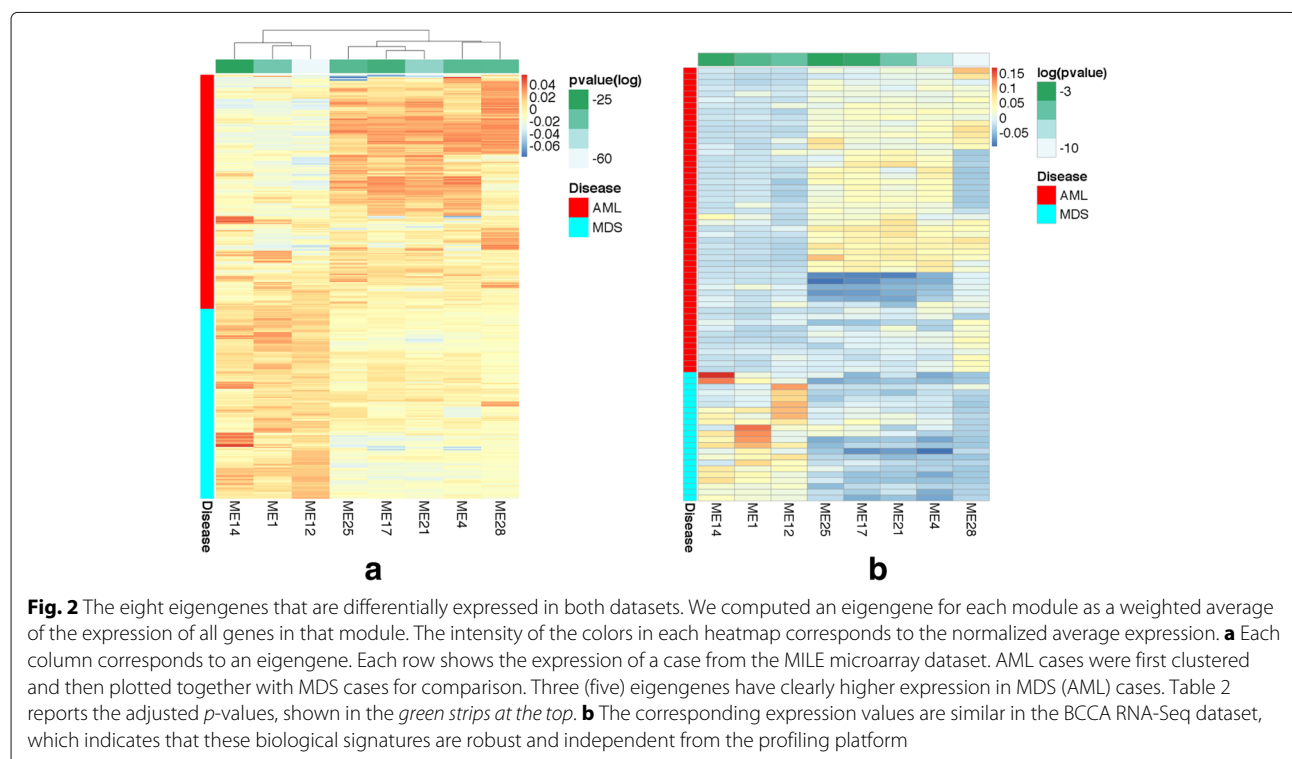 0.04
0.02
0
-0.02
-0.04
-0.06
pvalue(log)
-25
-60
Disease
AML
MDS
Disease
ME14
ME1
ME12
ME25
ME17
ME21
ME4
ME28
a
0.15
0.1
0.05
0
-0.05
log(pvalue)
-3
-10
Disease
AML
MDS
Disease
ME14
ME1
ME12
ME25
ME17
ME21
ME4
ME28
b
Fig. 2 The eight eigengenes that are differentially expressed in both datasets. We computed an eigengene for each module as a weighted average
of the expression of all genes in that module. The intensity of the colors in each heatmap corresponds to the normalized average expression. a Each
column corresponds to an eigengene. Each row shows the expression of a case from the MILE microarray dataset. AML cases were first clustered
and then plotted together with MDS cases for comparison. Three (five) eigengenes have clearly higher expression in MDS (AML) cases. Table 2
reports the adjusted p-values, shown in the green strips at the top. b The corresponding expression values are similar in the BCCA RNA-Seq dataset,
which indicates that these biological signatures are robust and independent from the profiling platform